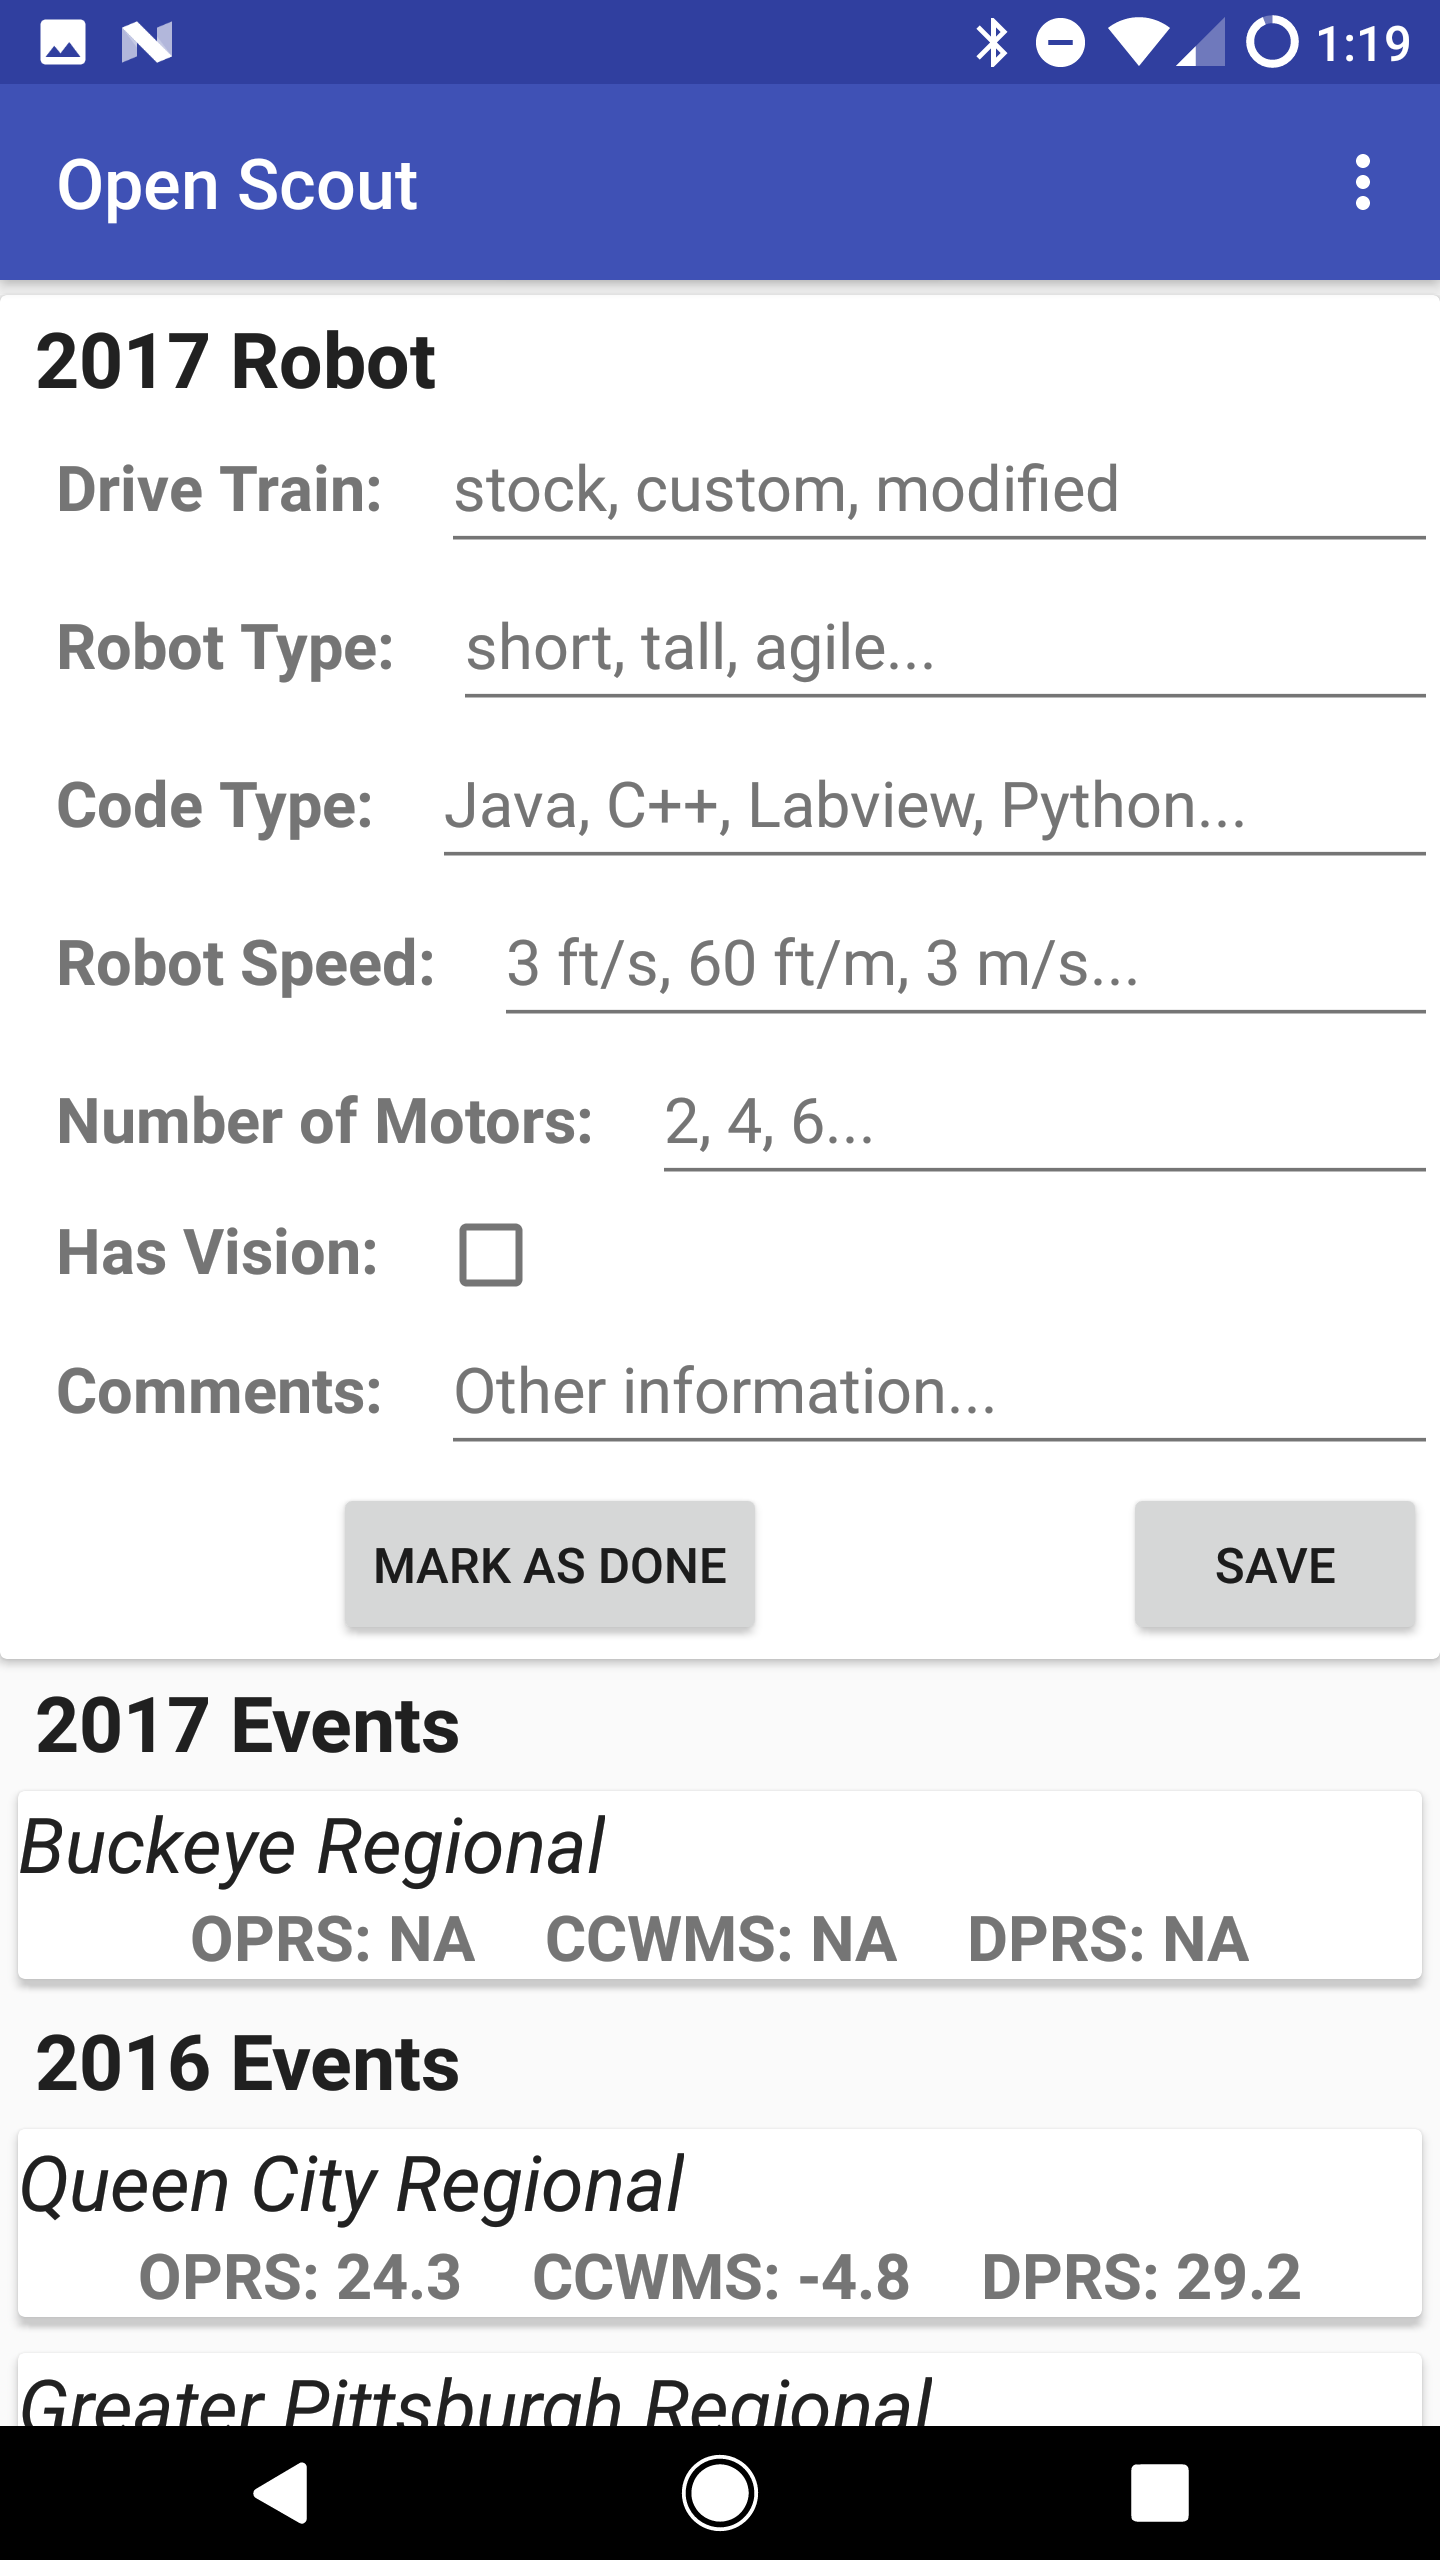 1:19
Open Scout
2017 Robot
Drive Train: stock, custom, modified
Robot Type: short, tall, agile...
Code Type: Java, C++, Labview, Python...
Robot Speed: 3 ft/s, 60 ft/m, 3 m/s...
Number of Motors: 2, 4, 6...
Has Vision:
Comments: Other information...
MARK AS DONE SAVE
2017 Events
Buckeye Regional
OPRS: NA CCWMS: NA DPRS: NA
2016 Events
Queen City Regional
OPRS: 24.3 CCWMS: -4.8 DPRS: 29.2
Greater Pittsburgh Regional